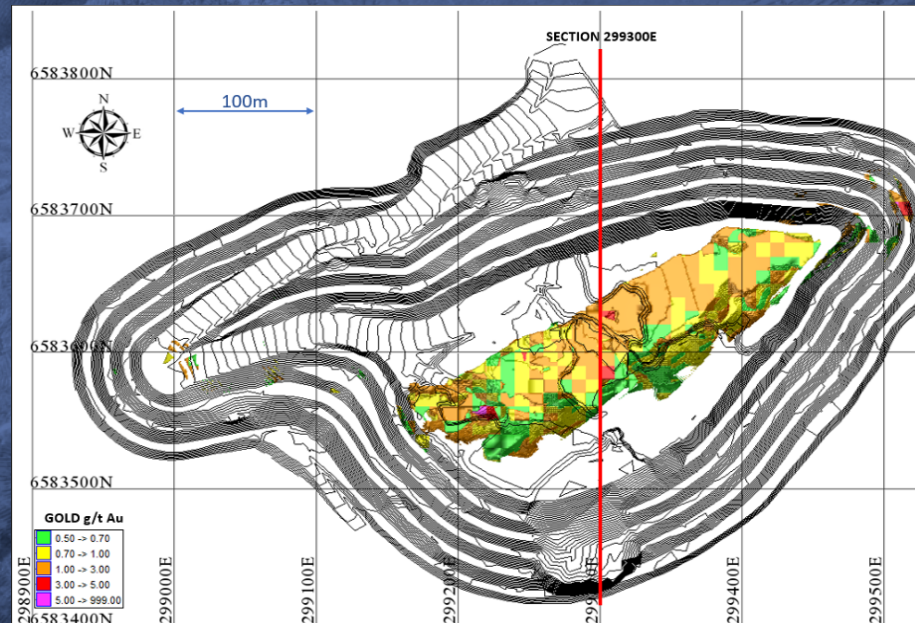 SECTION 299300E
6583800N
100m
N
W E
S
6583700N
6583600N
6583500N
GOLD g/t Au
0.50 -> 0.70
0.70 -> 1.00
1.00 -> 3.00
3.00 -> 5.00
5.00 -> 999.00
6583400N
298900E
299000E
299100E
299200E
299400E
299500E